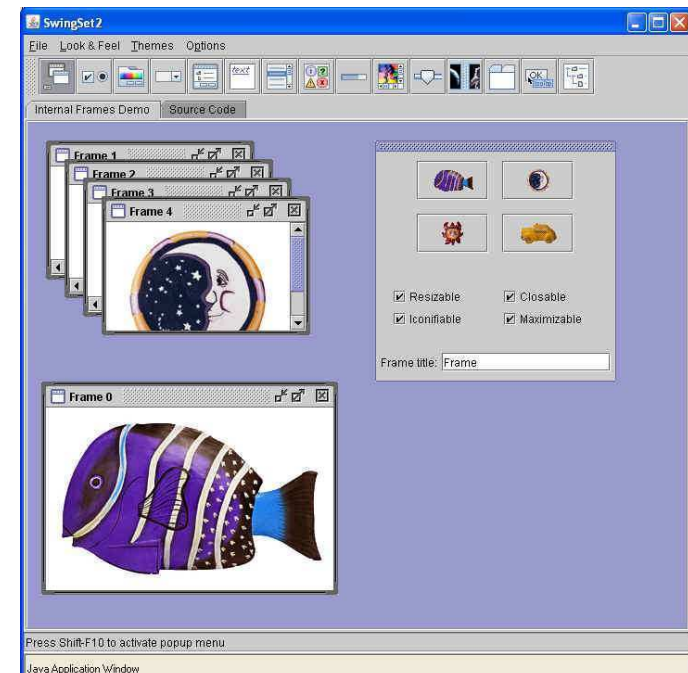 SwingSet2
File Look & Feel Themes Options
text
OK
Internal Frames Demo Source Code
Frame 1
Frame 2
Frame 3
Frame 4
Resizable Closable
Iconifiable Maximizable
Frame title: Frame
Frame 0
Press Shift-F10 to activate popup menu
Java Application Window